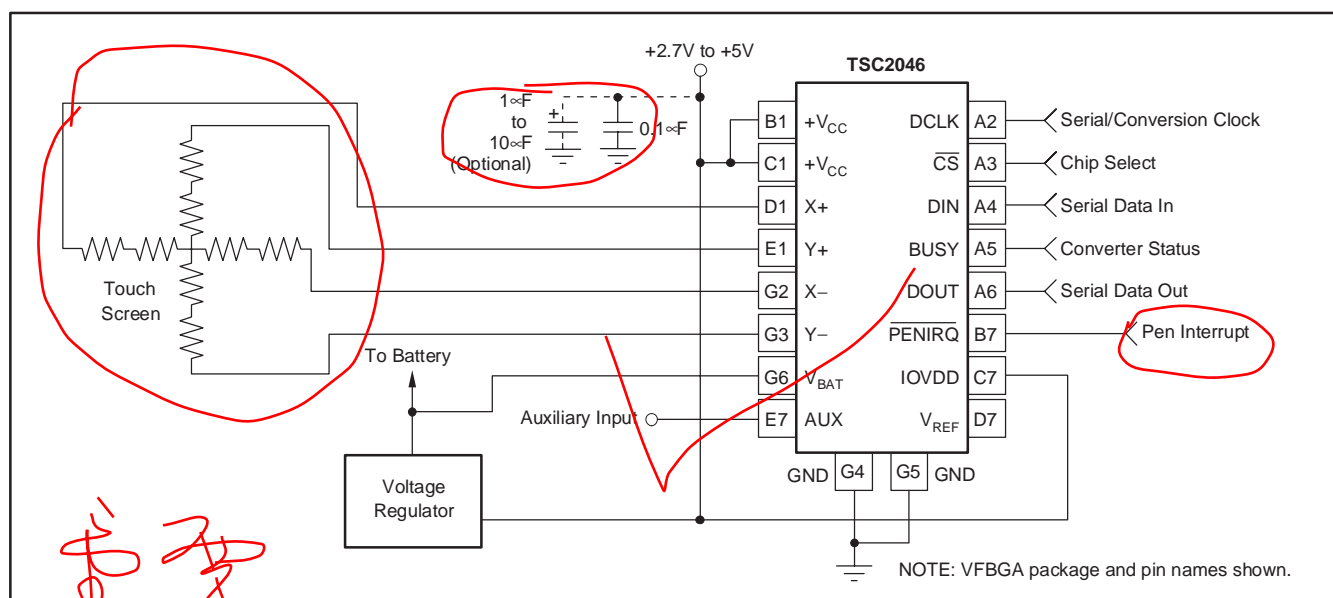 +2.7V to +5V
TSC2046
1∝F
to
10∝F
(Optional)
+
0.1∝F
B1 +VCC DCLK A2 Serial/Conversion Clock
C1 +VCC CS A3 Chip Select
D1 X+ DIN A4 Serial Data In
E1 Y+ BUSY A5 Converter Status
G2 X− DOUT A6 Serial Data Out
G3 Y− PENIRQ B7 Pen Interrupt
G6 VBAT IOVDD C7
E7 AUX VREF D7
Touch
Screen
To Battery
Auxiliary Input
Voltage
Regulator
GND G4 G5 GND
NOTE: VFBGA package and pin names shown.